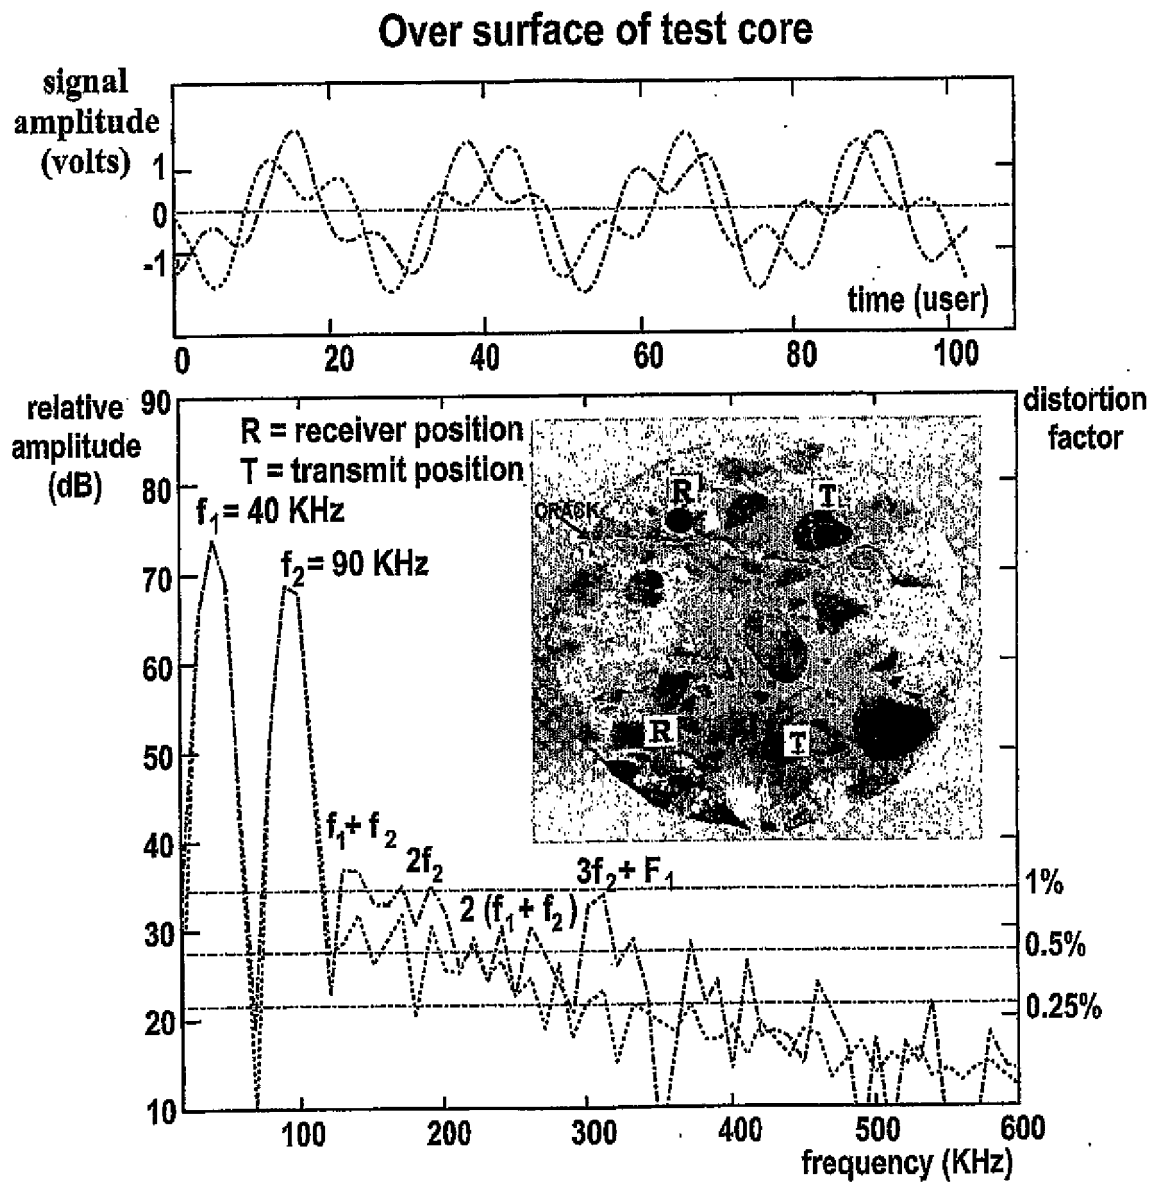 Over surface of test core
signal
amplitude
(volts)
1
0
-1
time (user)
0 20 40 60 80 100
relative
amplitude
(dB)
90
80
70
60
50
40
30
20
10
R = receiver position
T = transmit position
f1 = 40 KHz
f2 = 90 KHz
CRACK
R
T
R
T
f1 + f2
2f2
2 (f1 + f2)
3f2 + F1
distortion
factor
1%
0.5%
0.25%
100 200 300 400 500 600
frequency (KHz)